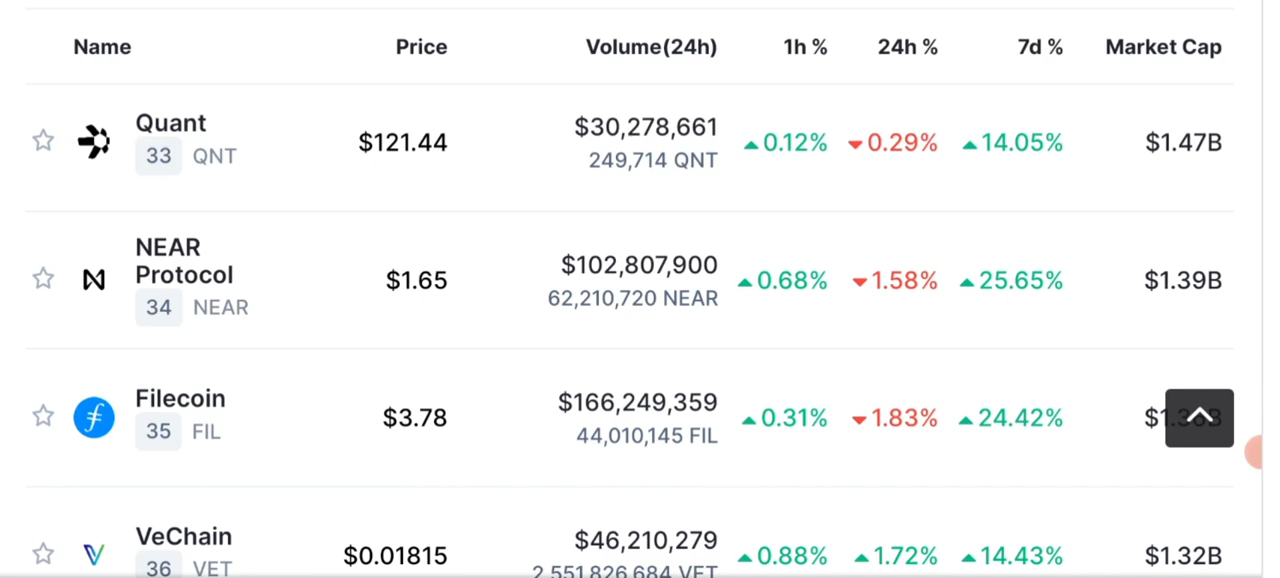 Name Price Volume(24h) 1h % 24h % 7d % Market Cap
Quant
$121.44 $30,278,661 0.12% 0.29% 14.05% $1.47B
33 QNT 249,714 QNT
NEAR
Protocol
$1.65 $102,807,900 0.68% 1.58% 25.65% $1.39B
34 NEAR 62,210,720 NEAR
Filecoin
$3.78 $166,249,359 0.31% 1.83% 24.42%
35 FIL 44,010,145 FIL
VeChain
$0.01815 $46,210,279 0.88% 1.72% 14.43% $1.32B
36 VET 2,551,826,684 VET